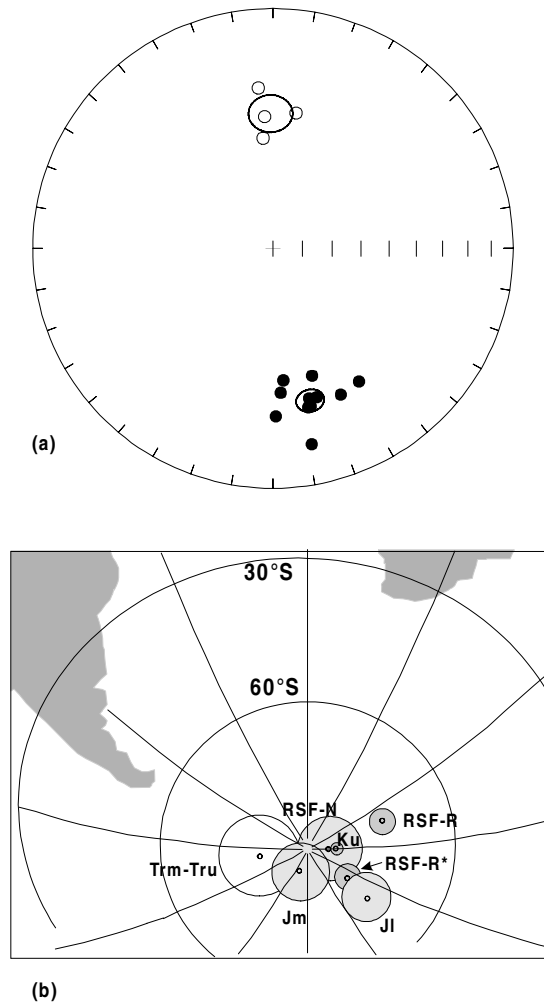 (a)
30°S
60°S
RSF-N
RSF-R
Ku
RSF-R*
Trm-Tru
Jm
Jl
(b)